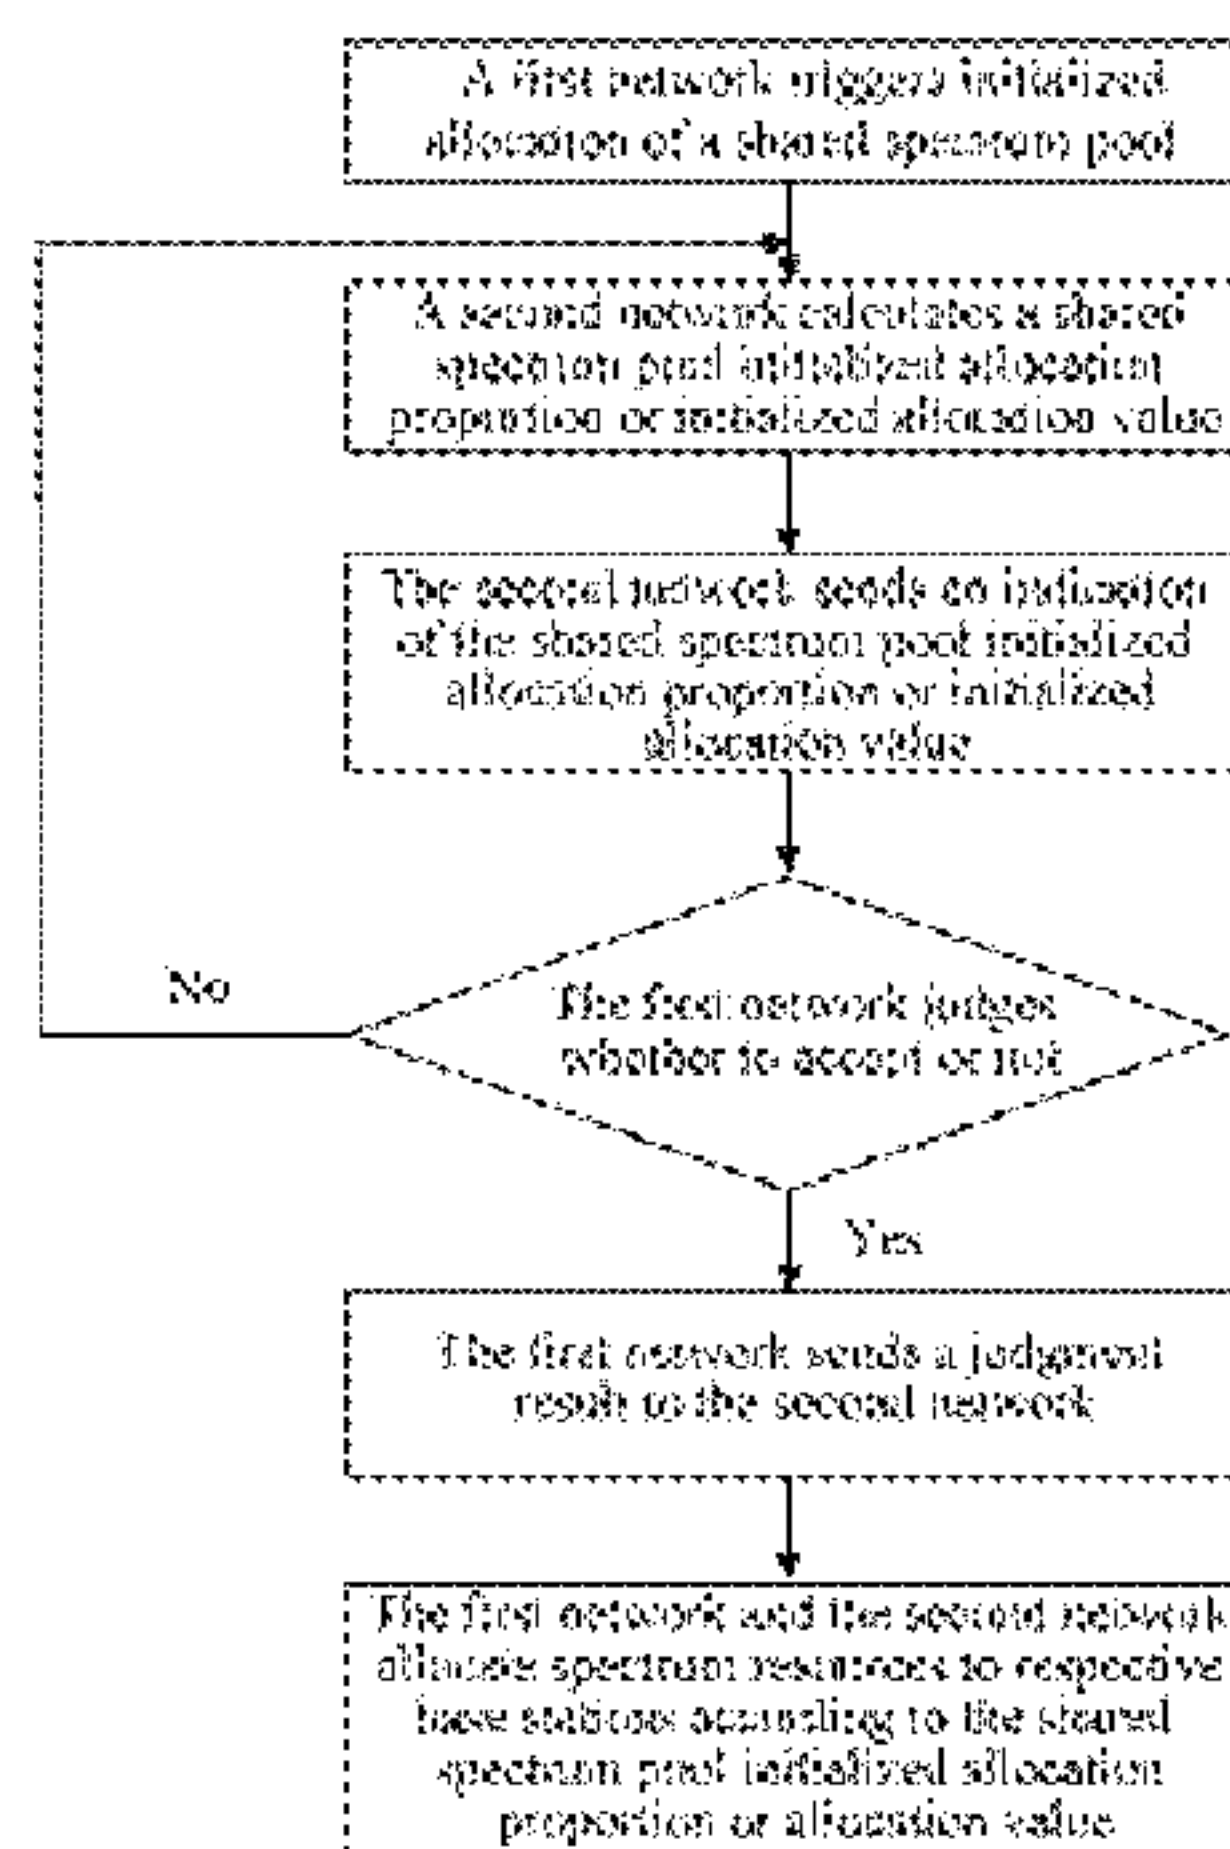 A first network triggers initialized
allocation of a shared spectrum pool
A second network calculates a shared
spectrum pool initialized allocation
proportion or initialized allocation value
The second network sends an indication
of the shared spectrum pool initialized
allocation proportion or initialized
allocation value
No
The first network judges
whether to accept or not
Yes
The first network sends a judgment
result to the second network
The first network and the second network
allocate spectrum resources to respective
base stations according to the shared
spectrum pool initialized allocation
proportion or allocation value